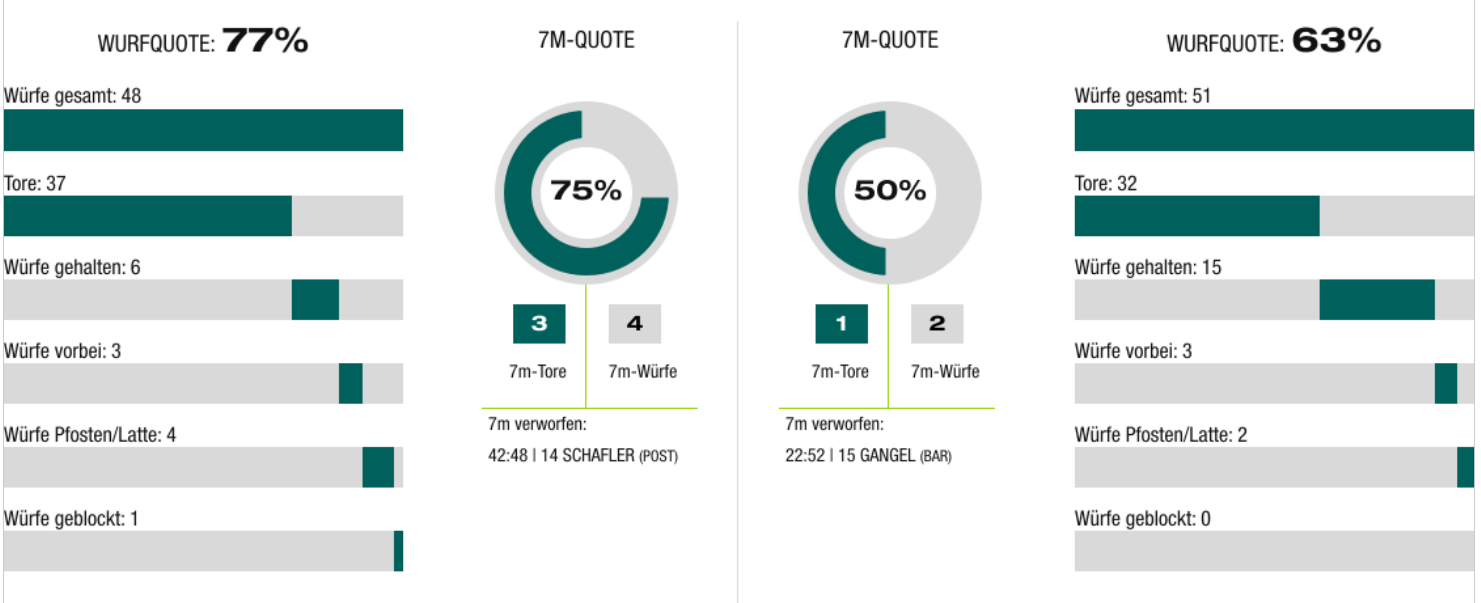 WURFQUOTE: 77%
Würfe gesamt: 48
Tore: 37
Würfe gehalten: 6
Würfe vorbei: 3
Würfe Pfosten/Latte: 4
Würfe geblockt: 1
7M-QUOTE
75%
3 4
7m-Tore 7m-Würfe
7m verworfen:
42:48 | 14 SCHAFLER (POST)
7M-QUOTE
50%
1 2
7m-Tore 7m-Würfe
7m verworfen:
22:52 | 15 GANGEL (BAR)
WURFQUOTE: 63%
Würfe gesamt: 51
Tore: 32
Würfe gehalten: 15
Würfe vorbei: 3
Würfe Pfosten/Latte: 2
Würfe geblockt: 0